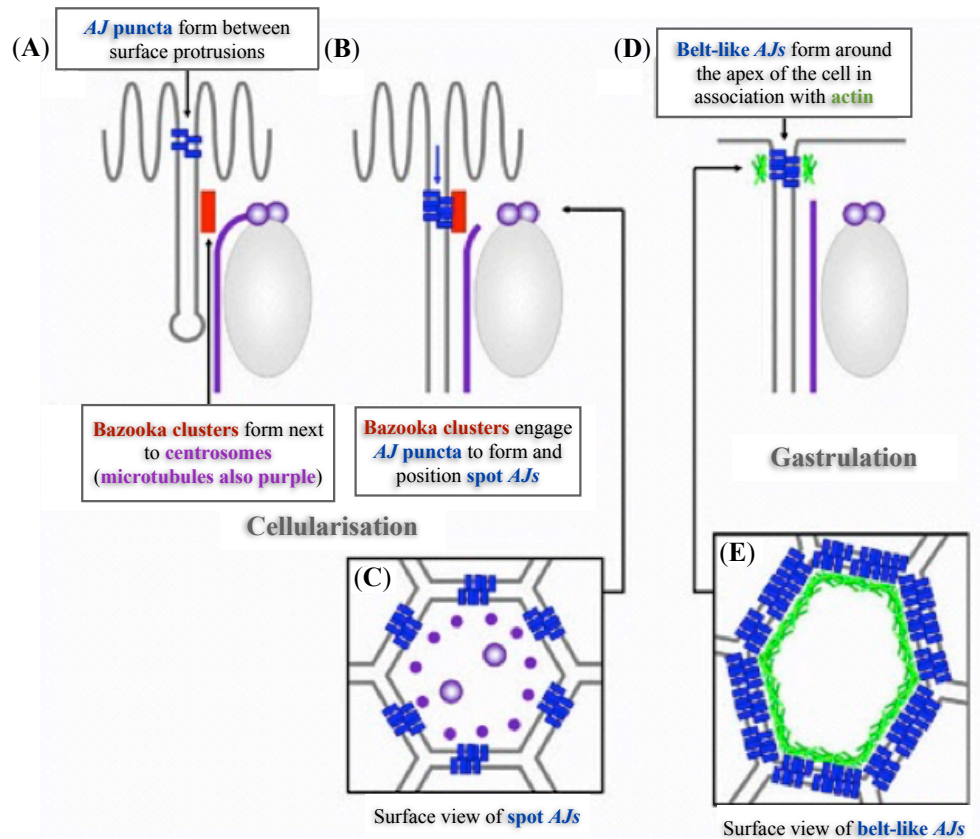 (A)
AJ puncta form between
surface protrusions
(B)
(D)
Belt-like AJs form around
the apex of the cell in
association with actin
Bazooka clusters form next
to centrosomes
(microtubules also purple)
Bazooka clusters engage
AJ puncta to form and
position spot AJs
Gastrulation
Cellularisation
(C)
(E)
Surface view of spot AJs
Surface view of belt-like AJs